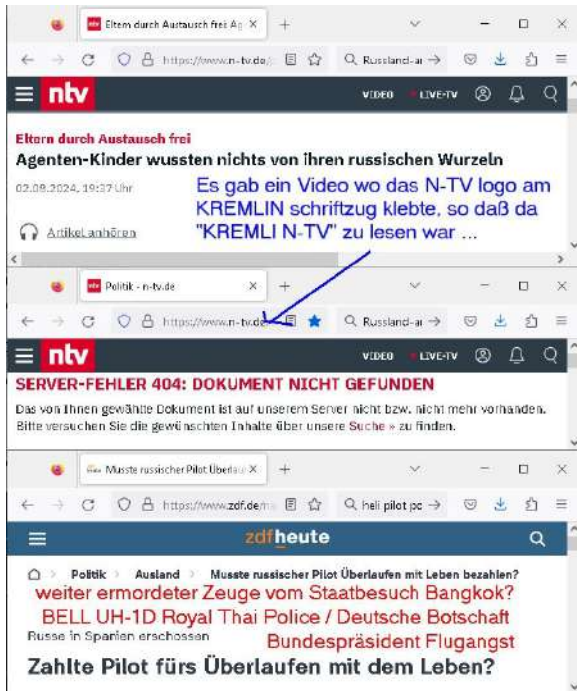 Eltern durch Austausch frei: Ag
https://www.n-tv.de/
Russland-ar
ntv
VIDEO LIVE-TV
Eltern durch Austausch frei
Agenten-Kinder wussten nichts von ihren russischen Wurzeln
02.08.2024, 19:37 Uhr
Es gab ein Video wo das N-TV logo am
KREMLIN schriftzug klebte, so daß da
"KREMLI N-TV" zu lesen war ...
Artikel anhören
Politik - n-tv.de
https://www.n-tv.de
Russland-ar
ntv
VIDEO LIVE-TV
SERVER-FEHLER 404: DOKUMENT NICHT GEFUNDEN
Das von Ihnen gewählte Dokument ist auf unserem Server nicht bzw. nicht mehr vorhanden.
Bitte versuchen Sie die gewünschten Inhalte über unsere Suche » zu finden.
Musste russischer Pilot Überlau
https://www.zdf.de
heli pilot po
zdfheute
Politik Ausland Musste russischer Pilot Überlaufen mit Leben bezahlen?
weiter ermordeter Zeuge vom Staatbesuch Bangkok?
BELL UH-1D Royal Thai Police / Deutsche Botschaft
Russe in Spanien erschossen
Bundespräsident Flugangst
Zahlte Pilot fürs Überlaufen mit dem Leben?